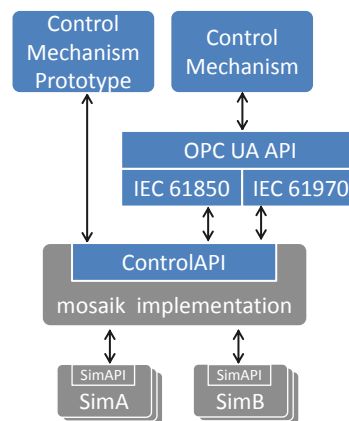 Control
Mechanism
Prototype
Control
Mechanism
OPC UA API
IEC 61850
IEC 61970
ControlAPI
mosaik implementation
SimAPI
SimA
SimAPI
SimB